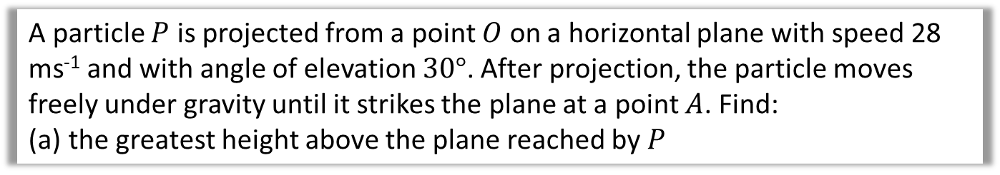 A particle P is projected from a point O on a horizontal plane with speed 28
ms⁻¹ and with angle of elevation 30°. After projection, the particle moves
freely under gravity until it strikes the plane at a point A. Find:
(a) the greatest height above the plane reached by P